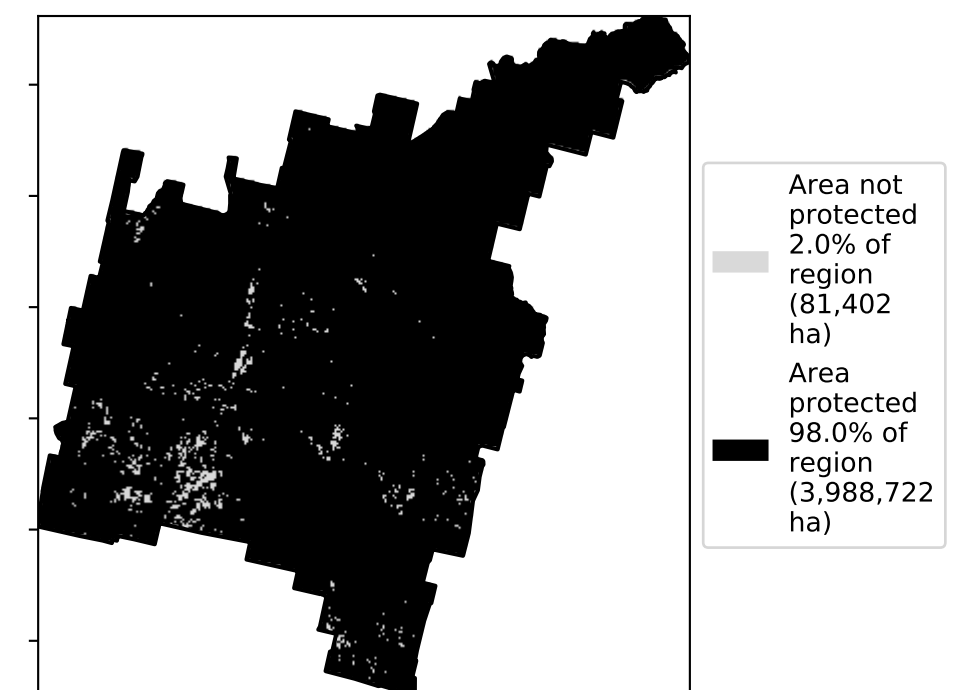 Area not
protected
2.0% of
region
(81,402
ha)
Area
protected
98.0% of
region
(3,988,722
ha)